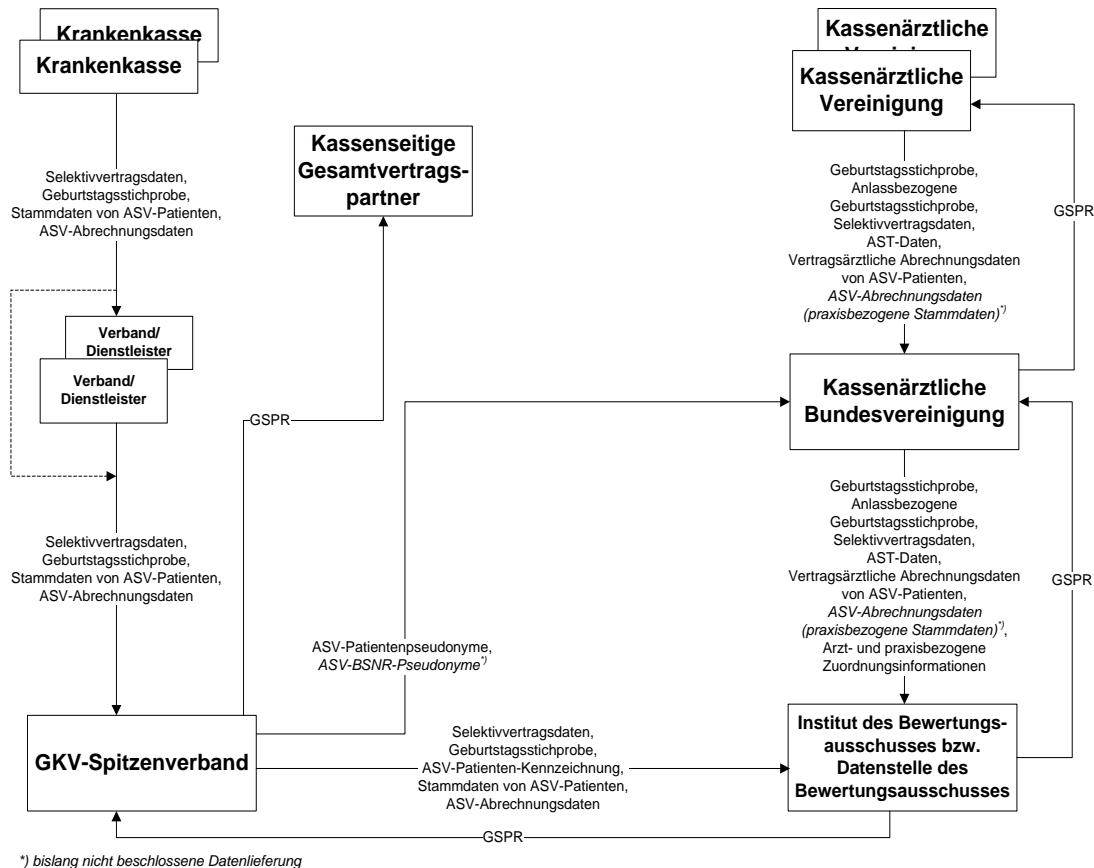 Krankenkasse
Krankenkasse
Selektivvertragsdaten,
Geburtstagsstichprobe,
Stammdaten von ASV-Patienten,
ASV-Abrechnungsdaten
Verband/
Dienstleister
Verband/
Dienstleister
Selektivvertragsdaten,
Geburtstagsstichprobe,
Stammdaten von ASV-Patienten,
ASV-Abrechnungsdaten
GKV-Spitzenverband
Kassenseitige
Gesamtvertrags-
partner
GSPR
ASV-Patientenpseudonyme,
ASV-BSNR-Pseudonyme*)
Selektivvertragsdaten,
Geburtstagsstichprobe,
ASV-Patienten-Kennzeichnung,
Stammdaten von ASV-Patienten,
ASV-Abrechnungsdaten
GSPR
Kassenärztliche
Kassenärztliche
Vereinigung
Geburtstagsstichprobe,
Anlassbezogene
Geburtstagsstichprobe,
Selektivvertragsdaten,
AST-Daten,
Vertragsärztliche Abrechnungsdaten
von ASV-Patienten,
ASV-Abrechnungsdaten
(praxisbezogene Stammdaten)*)
GSPR
Kassenärztliche
Bundesvereinigung
Geburtstagsstichprobe,
Anlassbezogene
Geburtstagsstichprobe,
Selektivvertragsdaten,
AST-Daten,
Vertragsärztliche Abrechnungsdaten
von ASV-Patienten,
ASV-Abrechnungsdaten
(praxisbezogene Stammdaten)*),
Arzt- und praxisbezogene
Zuordnungsinformationen
GSPR
Institut des Bewertungs-
ausschusses bzw.
Datenstelle des
Bewertungsausschusses
*) bislang nicht beschlossene Datenlieferung